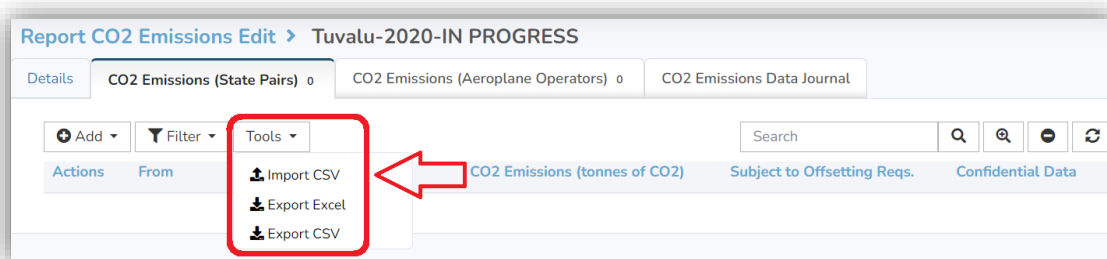 Report CO2 Emissions Edit > Tuvalu-2020-IN PROGRESS
Details CO2 Emissions (State Pairs) 0 CO2 Emissions (Aeroplane Operators) 0 CO2 Emissions Data Journal
Add Filter Tools Search
Actions From CO2 Emissions (tonnes of CO2) Subject to Offsetting Reqs. Confidential Data
Import CSV
Export Excel
Export CSV